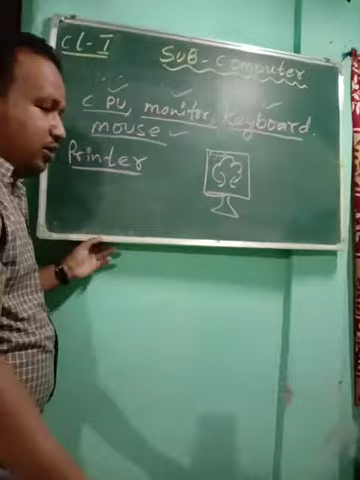 CL-I
SUB-Computer
CPU, monitor, Keyboard.
mouse
Printer